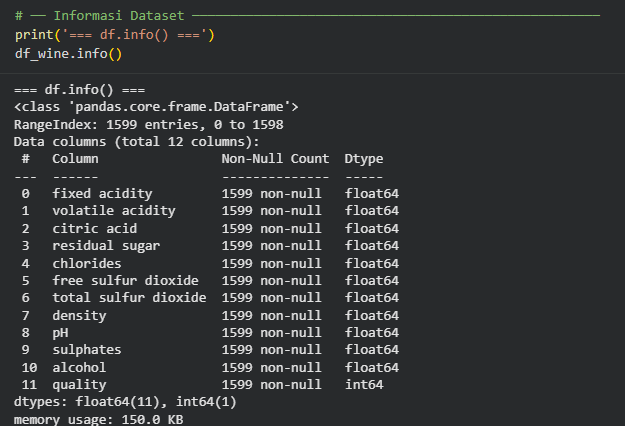 # ── Informasi Dataset ─────────────────────────────────────────────────────
print('=== df.info() ===')
df_wine.info()
=== df.info() ===
<class 'pandas.core.frame.DataFrame'>
RangeIndex: 1599 entries, 0 to 1598
Data columns (total 12 columns):
 #   Column                Non-Null Count  Dtype
---  ------                --------------  -----
 0   fixed acidity         1599 non-null   float64
 1   volatile acidity      1599 non-null   float64
 2   citric acid           1599 non-null   float64
 3   residual sugar        1599 non-null   float64
 4   chlorides             1599 non-null   float64
 5   free sulfur dioxide   1599 non-null   float64
 6   total sulfur dioxide  1599 non-null   float64
 7   density               1599 non-null   float64
 8   pH                    1599 non-null   float64
 9   sulphates             1599 non-null   float64
 10  alcohol               1599 non-null   float64
 11  quality               1599 non-null   int64
dtypes: float64(11), int64(1)
memory usage: 150.0 KB